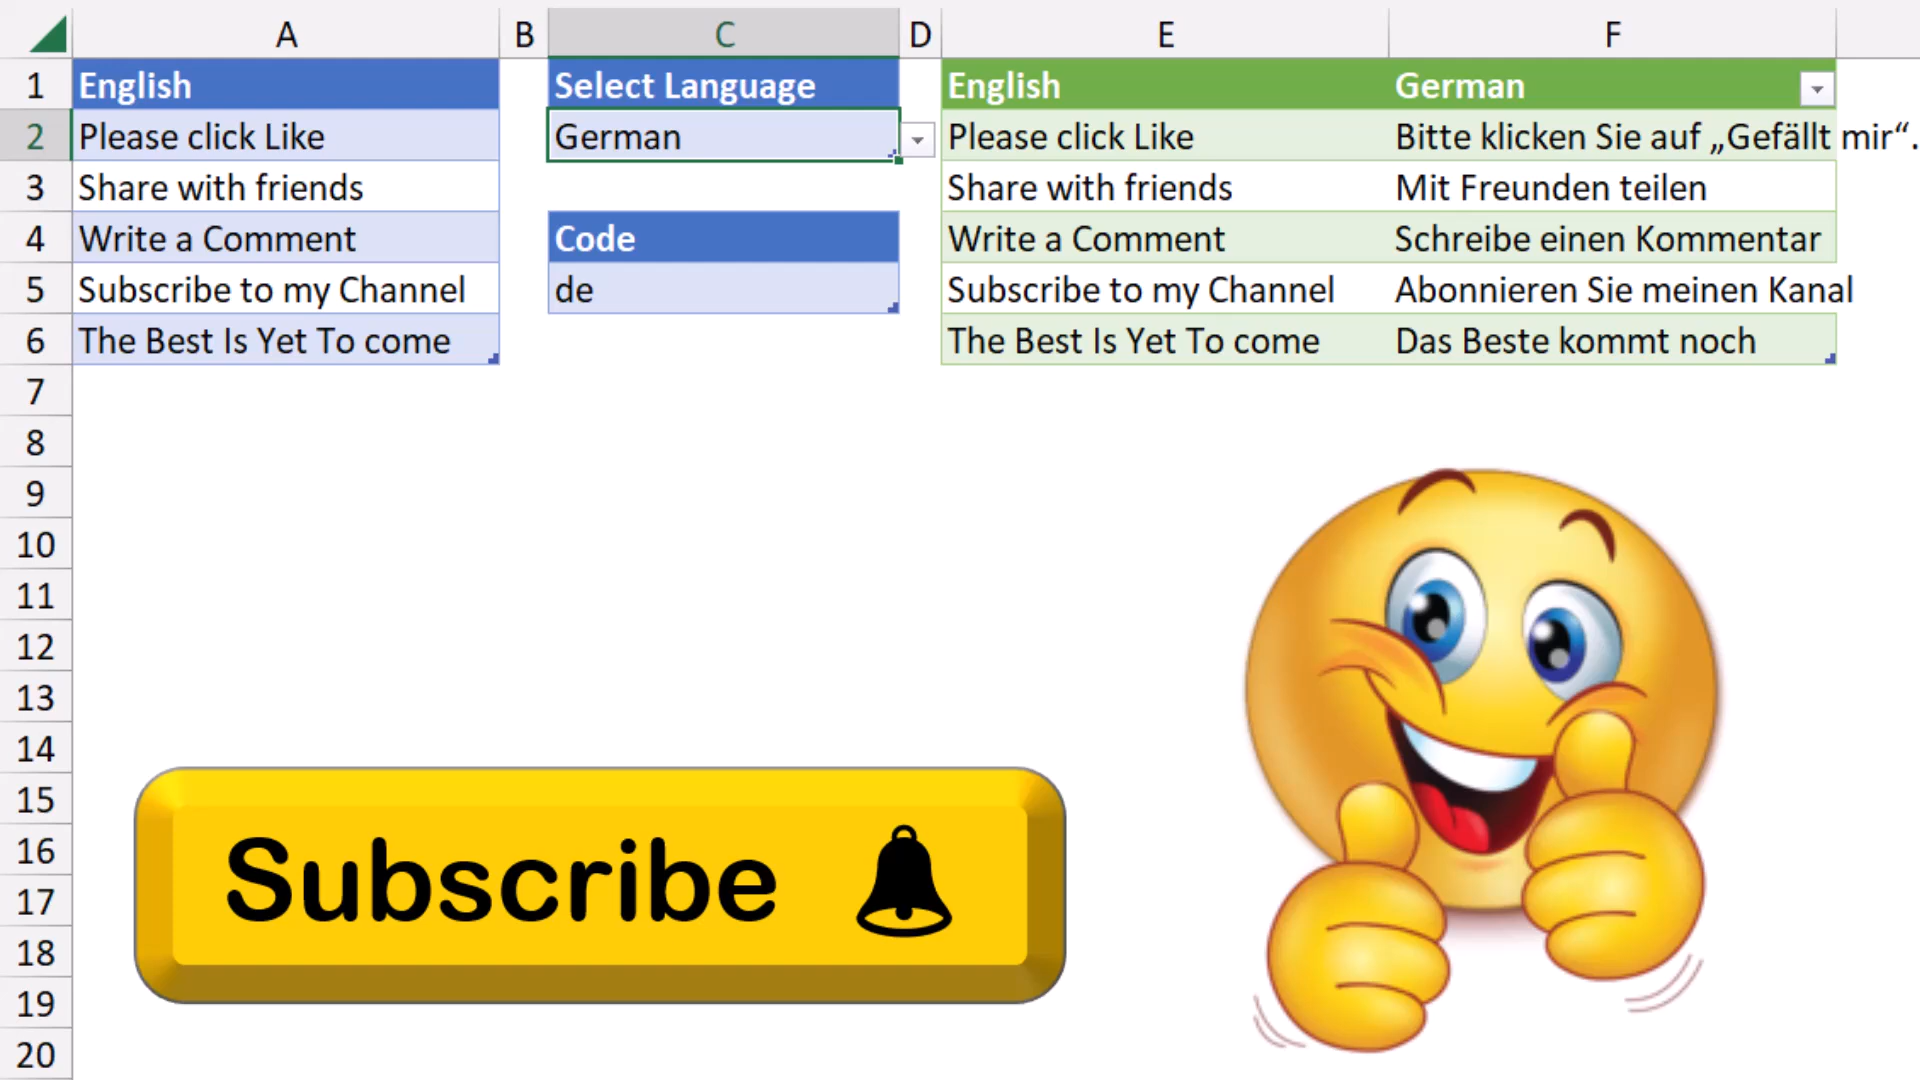 A B C D E F
1 English Select Language English German
2 Please click Like German Please click Like Bitte klicken Sie auf „Gefällt mir“.
3 Share with friends Share with friends Mit Freunden teilen
4 Write a Comment Code Write a Comment Schreibe einen Kommentar
5 Subscribe to my Channel de Subscribe to my Channel Abonnieren Sie meinen Kanal
6 The Best Is Yet To come The Best Is Yet To come Das Beste kommt noch
7
8
9
10
11
12
13
14
15
16
Subscribe
17
18
19
20